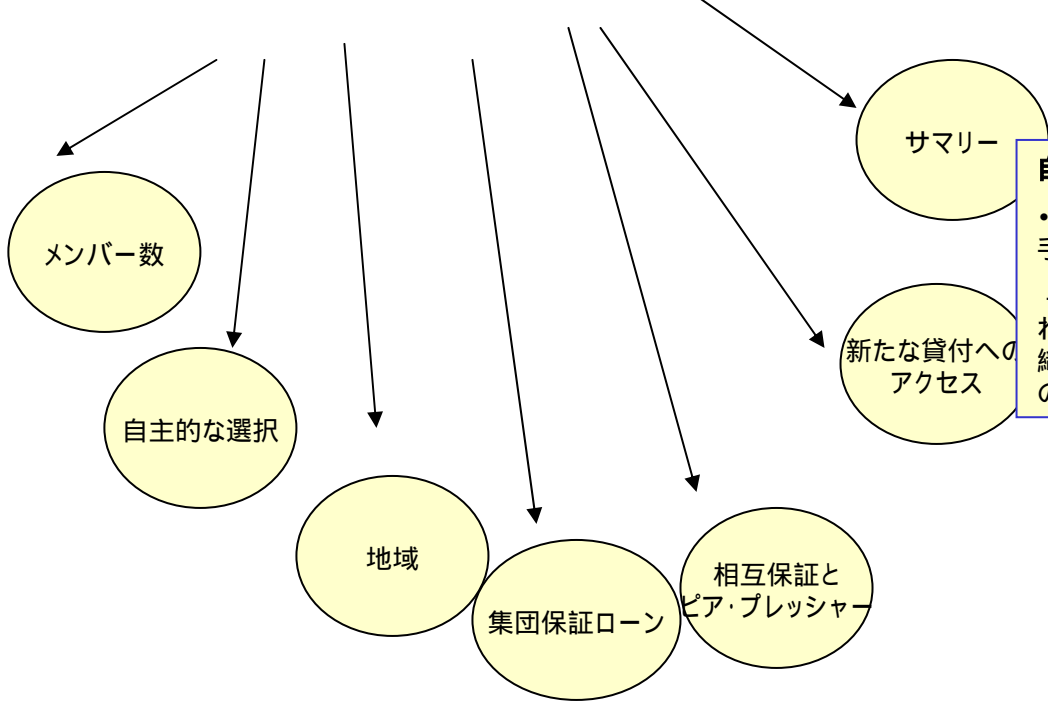 サマリー
メンバー数
新たな貸付への
アクセス
自主的な選択
地域
集団保証ローン
相互保証と
ピア・プレッシャー